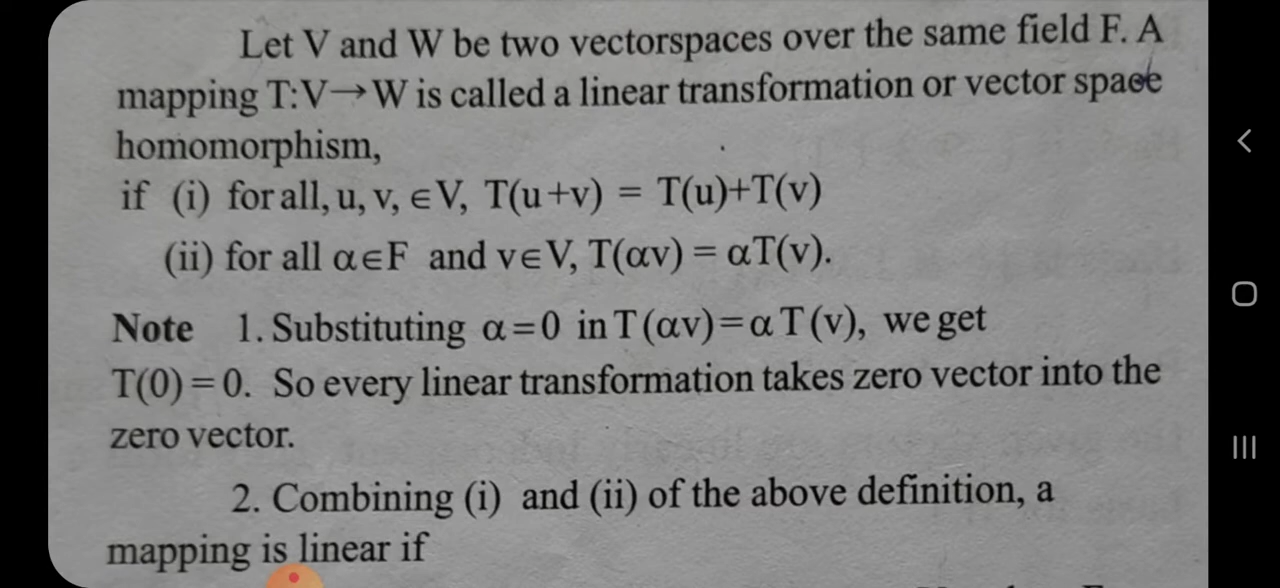 Let V and W be two vectorspaces over the same field F. A
mapping T:V→W is called a linear transformation or vector space
homomorphism,
if (i) for all, u, v, ∈V, T(u+v) = T(u)+T(v)
(ii) for all α∈F and v∈V, T(αv) = αT(v).
Note 1. Substituting α=0 in T(αv)=αT(v), we get
T(0)=0. So every linear transformation takes zero vector into the
zero vector.
2. Combining (i) and (ii) of the above definition, a
mapping is linear if